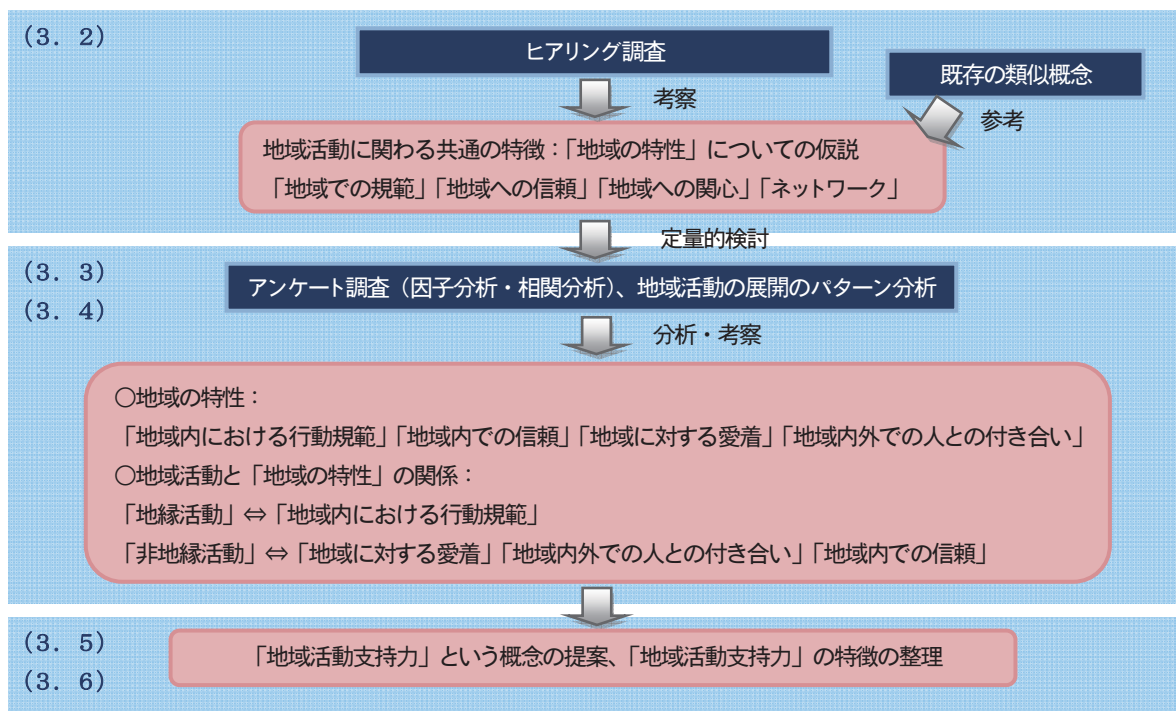 (3. 2)
ヒアリング調査
既存の類似概念
考察
参考
地域活動に関わる共通の特徴：「地域の特性」についての仮説
「地域での規範」「地域への信頼」「地域への関心」「ネットワーク」
定量的検討
(3. 3)
(3. 4)
アンケート調査（因子分析・相関分析）、地域活動の展開のパターン分析
分析・考察
○地域の特性：
「地域内における行動規範」「地域内での信頼」「地域に対する愛着」「地域内外での人との付き合い」
○地域活動と「地域の特性」の関係：
「地縁活動」⇔「地域内における行動規範」
「非地縁活動」⇔「地域に対する愛着」「地域内外での人との付き合い」「地域内での信頼」
(3. 5)
(3. 6)
「地域活動支持力」という概念の提案、「地域活動支持力」の特徴の整理